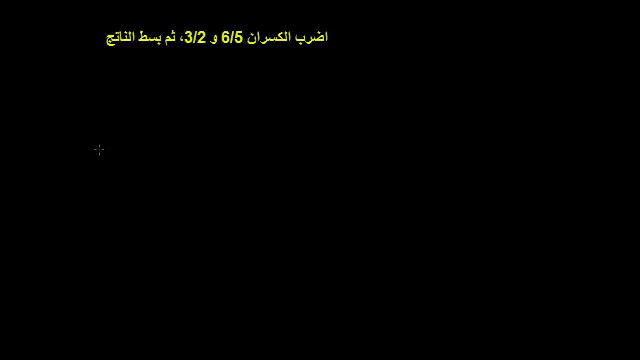 اضرب الكسران 6/5 و 3/2، ثم بسط الناتج